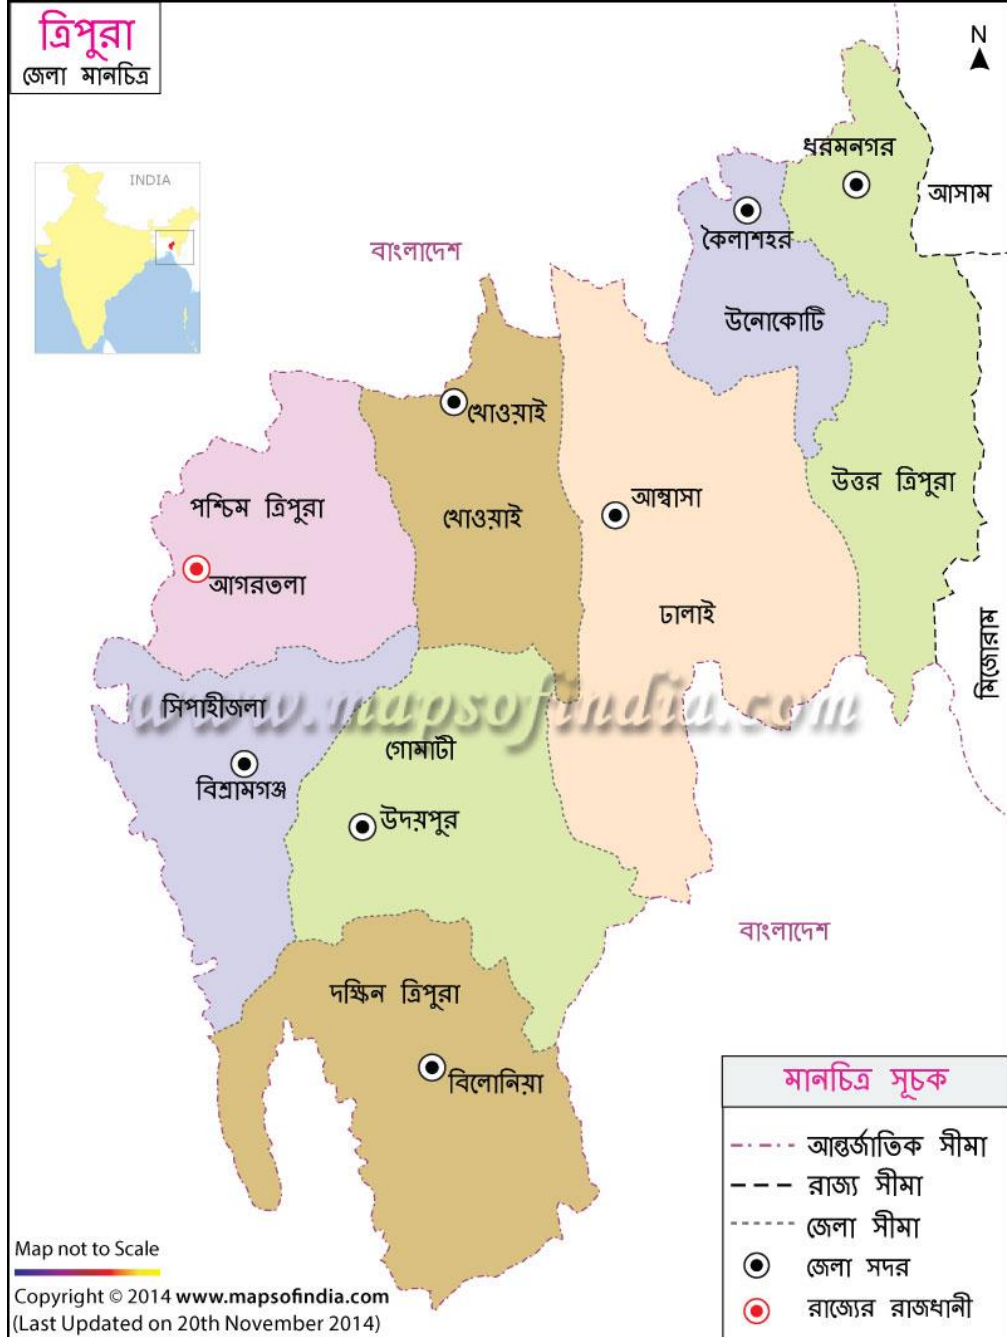 ত্রিপুরা
জেলা মানচিত্র
N
INDIA
ধরমনগর
আসাম
কৈলাশহর
বাংলাদেশ
উনোকোটি
খোওয়াই
উত্তর ত্রিপুরা
আম্বাসা
পশ্চিম ত্রিপুরা
খোওয়াই
আগরতলা
ঢালাই
মিজোরাম
সিপাহীজলা
www.mapsofindia.com
গোমাটী
বিশ্রামগঞ্জ
উদয়পুর
বাংলাদেশ
দক্ষিন ত্রিপুরা
বিলোনিয়া
মানচিত্র সূচক
আন্তর্জাতিক সীমা
রাজ্য সীমা
জেলা সীমা
জেলা সদর
রাজ্যের রাজধানী
Map not to Scale
Copyright © 2014 www.mapsofindia.com
(Last Updated on 20th November 2014)